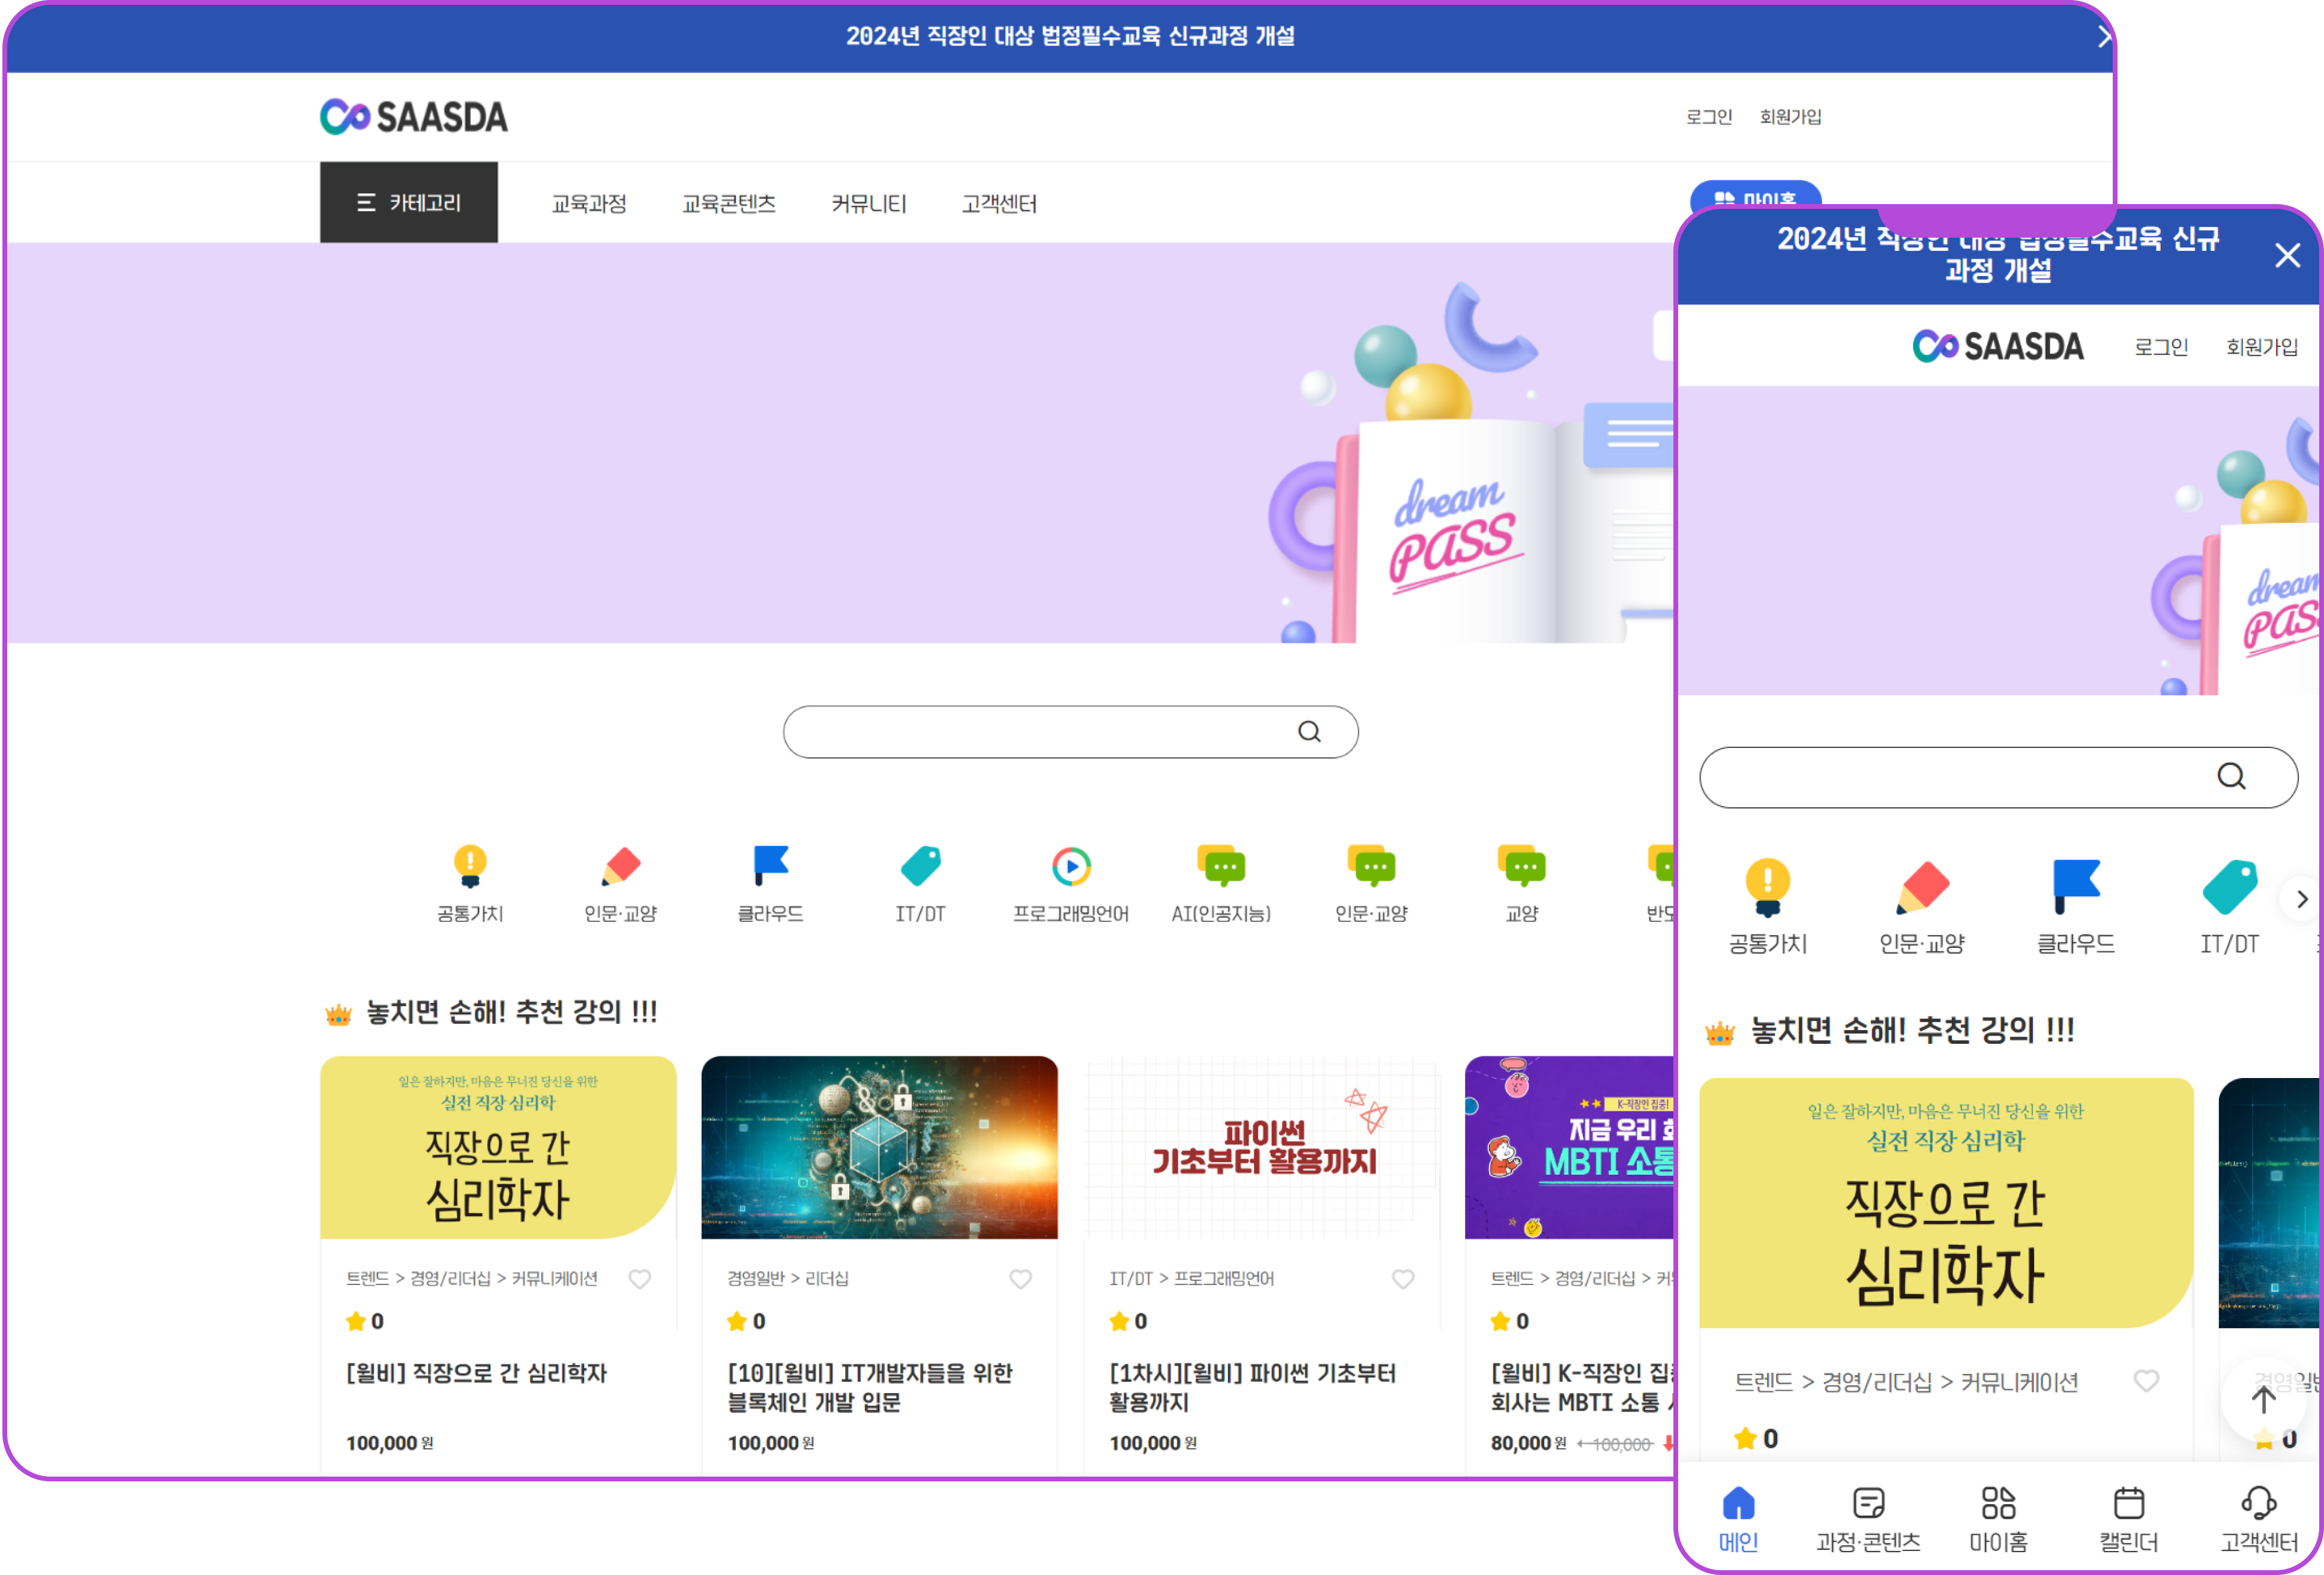 2024년 직장인 대상 법정필수교육 신규과정 개설
SAASDA
로그인 회원가입
카테고리 교육과정 교육콘텐츠 커뮤니티 고객센터
마이홈
dream
PASS
공통가치 인문·교양 클라우드 IT/DT 프로그래밍언어 AI(인공지능) 인문·교양 교양
놓치면 손해! 추천 강의 !!!
일은 잘하지만, 마음은 무너진 당신을 위한
실전 직장 심리학
직장으로 간
심리학자
트렌드 > 경영/리더십 > 커뮤니케이션
0
[윌비] 직장으로 간 심리학자
100,000 원
경영일반 > 리더십
0
[10][윌비] IT개발자들을 위한
블록체인 개발 입문
100,000 원
파이썬
기초부터 활용까지
IT/DT > 프로그래밍언어
0
[1차시][윌비] 파이썬 기초부터
활용까지
100,000 원
K-직장인 집중!
지금 우리
MBTI 소통
트렌드 > 경영/리더십 >
0
[윌비] K-직장인
회사는 MBTI 소통
80,000 원 100,000
2024년 직장인 대상 법정필수교육 신규
과정 개설
SAASDA 로그인 회원가입
dream
PASS
공통가치 인문·교양 클라우드 IT/DT
놓치면 손해! 추천 강의 !!!
일은 잘하지만, 마음은 무너진 당신을 위한
실전 직장 심리학
직장으로 간
심리학자
트렌드 > 경영/리더십 > 커뮤니케이션
0
0
메인 과정·콘텐츠 마이홈 캘린더 고객센터